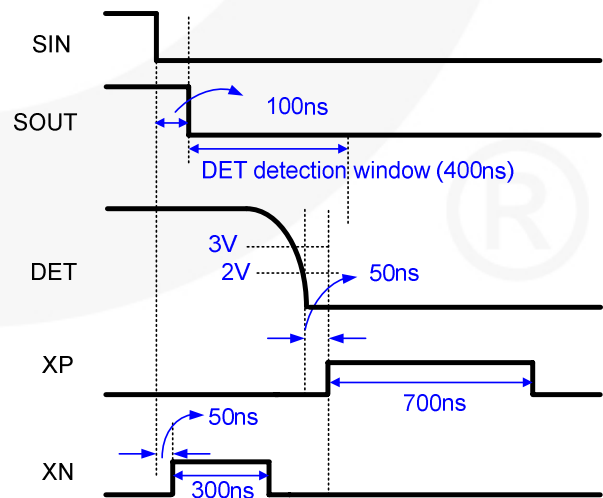 SIN
100ns
SOUT
DET detection window (400ns)
3V
DET
2V
50ns
XP
700ns
50ns
XN
300ns
®